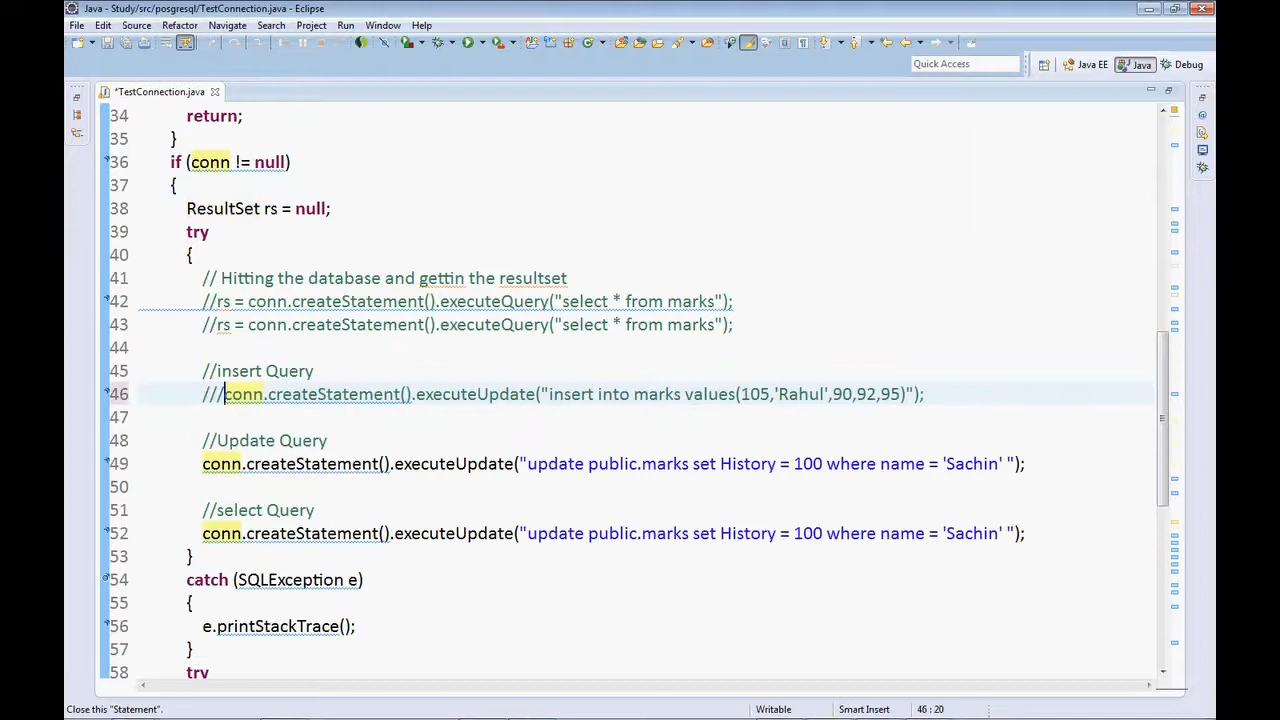 Java - Study/src/posgresql/TestConnection.java - Eclipse
File Edit Source Refactor Navigate Search Project Run Window Help
Quick Access Java EE Java Debug
*TestConnection.java
34 return;
35 }
36 if (conn != null)
37 {
38 ResultSet rs = null;
39 try
40 {
41 // Hitting the database and gettin the resultset
42 //rs = conn.createStatement().executeQuery("select * from marks");
43 //rs = conn.createStatement().executeQuery("select * from marks");
44
45 //insert Query
46 ///conn.createStatement().executeUpdate("insert into marks values(105,'Rahul',90,92,95)");
47
48 //Update Query
49 conn.createStatement().executeUpdate("update public.marks set History = 100 where name = 'Sachin' ");
50
51 //select Query
52 conn.createStatement().executeUpdate("update public.marks set History = 100 where name = 'Sachin' ");
53 }
54 catch (SQLException e)
55 {
56 e.printStackTrace();
57 }
58 try
Close this "Statement". Writable Smart Insert 46 : 20